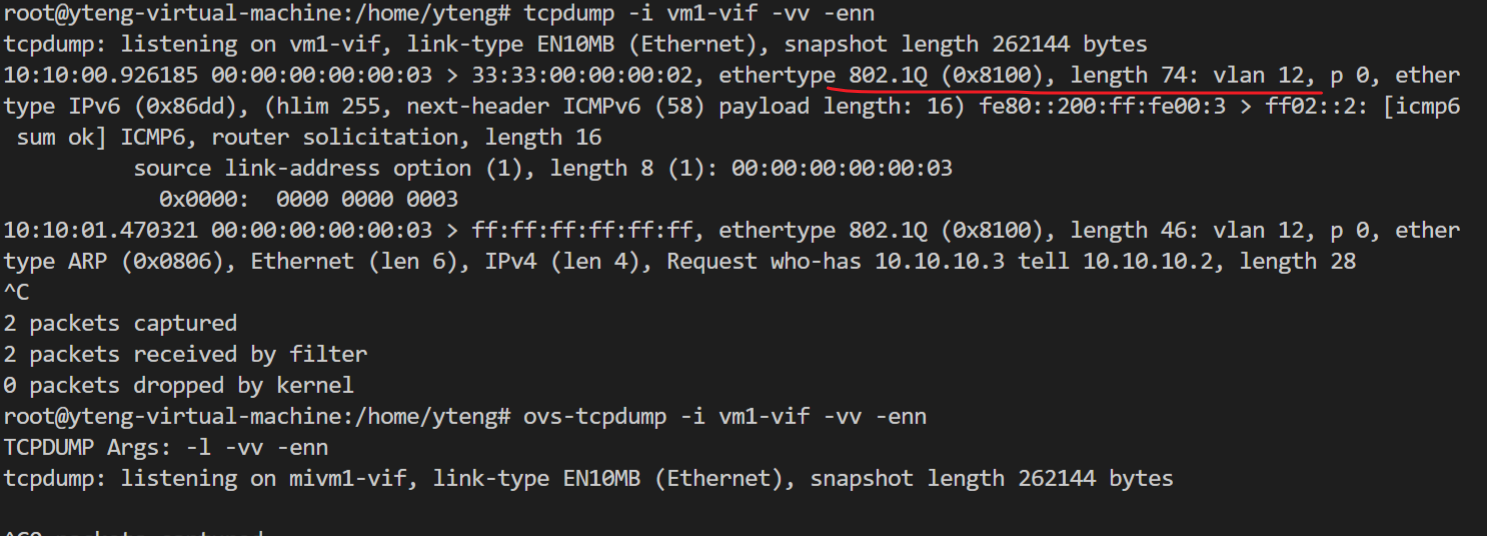 root@yteng-virtual-machine:/home/yteng# tcpdump -i vm1-vif -vv -enn
tcpdump: listening on vm1-vif, link-type EN10MB (Ethernet), snapshot length 262144 bytes
10:10:00.926185 00:00:00:00:00:03 > 33:33:00:00:00:02, ethertype 802.1Q (0x8100), length 74: vlan 12, p 0, ether
type IPv6 (0x86dd), (hlim 255, next-header ICMPv6 (58) payload length: 16) fe80::200:ff:fe00:3 > ff02::2: [icmp6
 sum ok] ICMP6, router solicitation, length 16
          source link-address option (1), length 8 (1): 00:00:00:00:00:03
            0x0000:  0000 0000 0003
10:10:01.470321 00:00:00:00:00:03 > ff:ff:ff:ff:ff:ff, ethertype 802.1Q (0x8100), length 46: vlan 12, p 0, ether
type ARP (0x0806), Ethernet (len 6), IPv4 (len 4), Request who-has 10.10.10.3 tell 10.10.10.2, length 28
^C
2 packets captured
2 packets received by filter
0 packets dropped by kernel
root@yteng-virtual-machine:/home/yteng# ovs-tcpdump -i vm1-vif -vv -enn
TCPDUMP Args: -l -vv -enn
tcpdump: listening on mivm1-vif, link-type EN10MB (Ethernet), snapshot length 262144 bytes